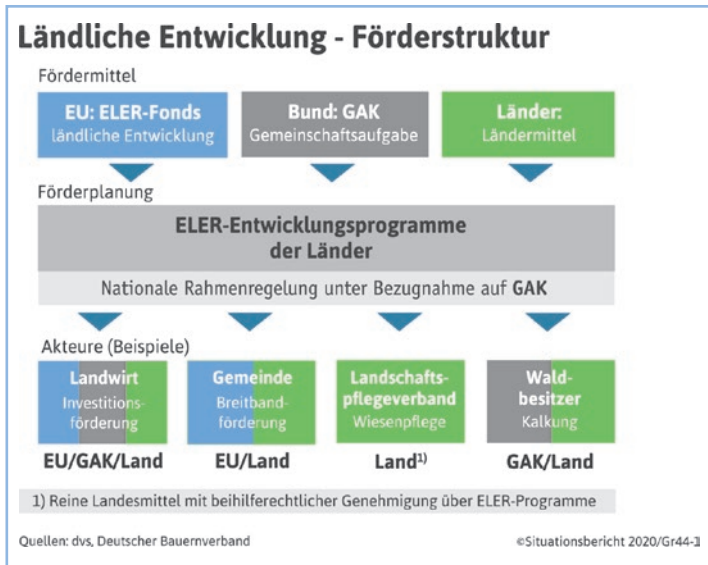 Ländliche Entwicklung - Förderstruktur
Fördermittel
EU: ELER-Fonds
ländliche Entwicklung
Bund: GAK
Gemeinschaftsaufgabe
Länder:
Ländermittel
Förderplanung
ELER-Entwicklungsprogramme
der Länder
Nationale Rahmenregelung unter Bezugnahme auf GAK
Akteure (Beispiele)
Landwirt
Investitions-
förderung
EU/GAK/Land
Gemeinde
Breitband-
förderung
EU/Land
Landschafts-
pflegeverband
Wiesenpflege
Land¹⁾
Wald-
besitzer
Kalkung
GAK/Land
1) Reine Landesmittel mit beihilferechtlicher Genehmigung über ELER-Programme
Quellen: dvs, Deutscher Bauernverband
©Situationsbericht 2020/Gr44-1